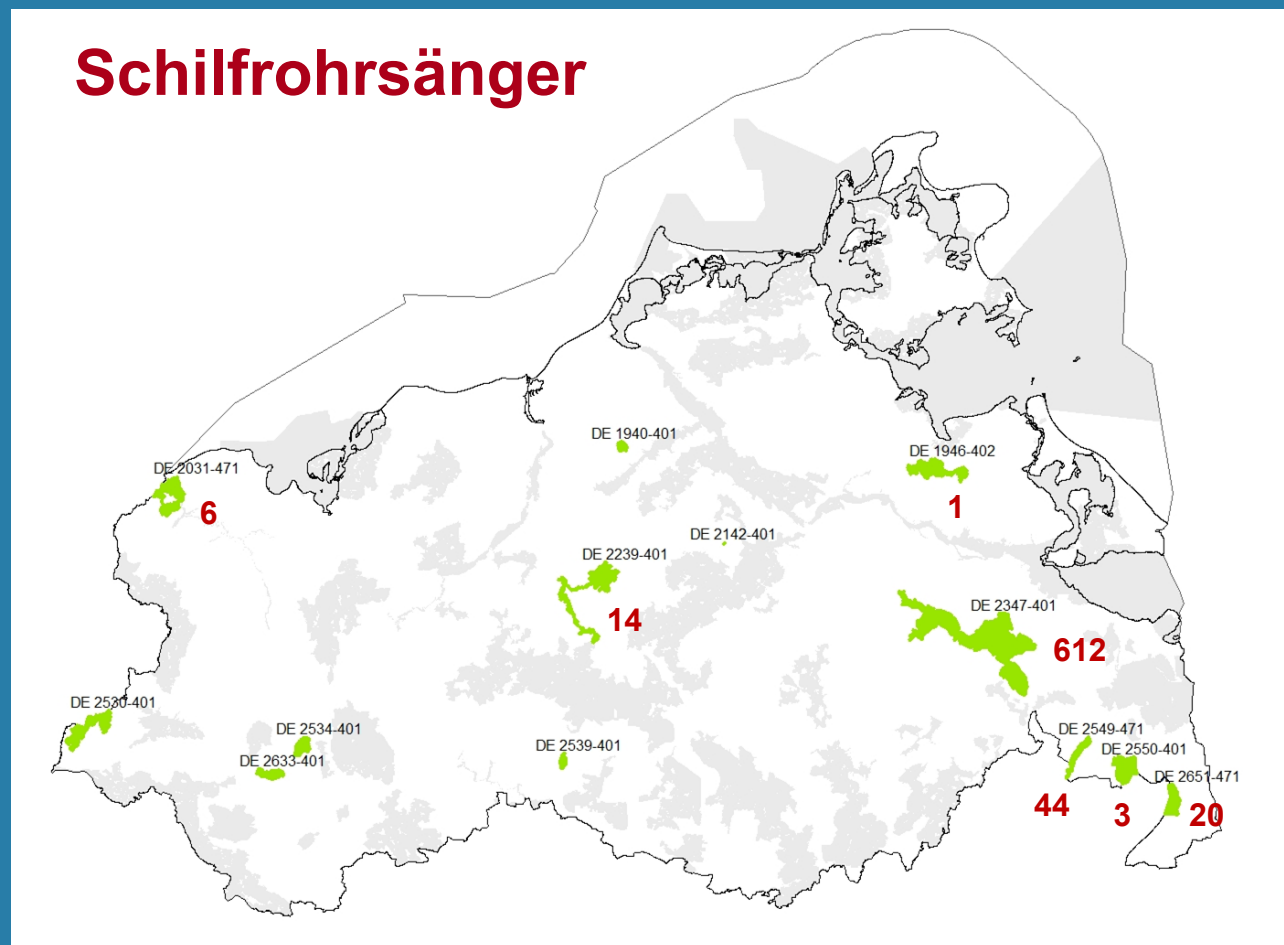 Schilfrohrsänger
DE 1940-401
DE 1946-402
1
DE 2031-471
6
DE 2142-401
DE 2239-401
14
DE 2347-401
612
DE 2530-401
DE 2534-401
DE 2633-401
DE 2539-401
DE 2549-471
44
DE 2550-401
3
DE 2651-471
20